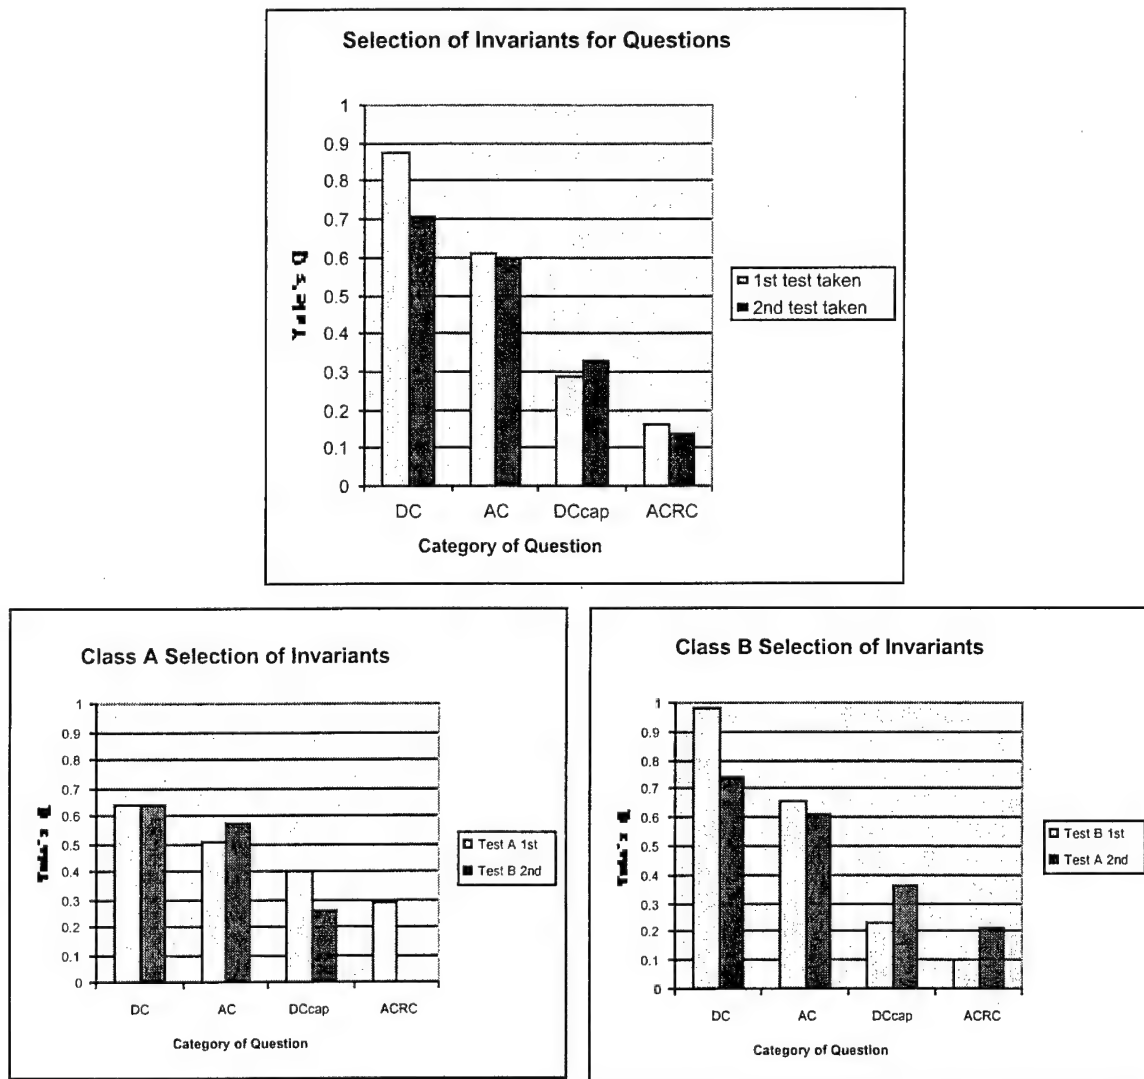 Selection of Invariants for Questions
1
0.9
0.8
0.7
0.6
0.5
0.4
0.3
0.2
0.1
0
Yule's Q
DC AC DCcap ACRC
Category of Question
1st test taken
2nd test taken
Class A Selection of Invariants
1
0.9
0.8
0.7
0.6
0.5
0.4
0.3
0.2
0.1
0
DC AC DCcap ACRC
Category of Question
Test A 1st
Test B 2nd
Class B Selection of Invariants
1
0.9
0.8
0.7
0.6
0.5
0.4
0.3
0.2
0.1
0
DC AC DCcap ACRC
Category of Question
Test B 1st
Test A 2nd